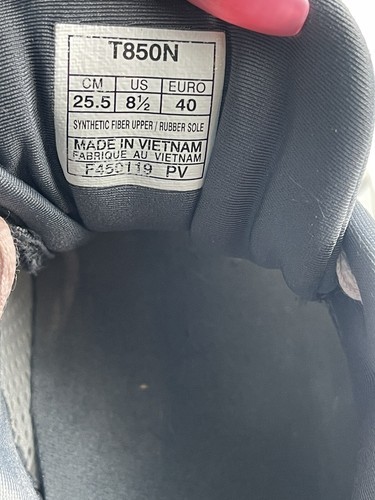 T850N
CM US EURO
25.5 8½ 40
SYNTHETIC FIBER UPPER / RUBBER SOLE
MADE IN VIETNAM
FABRIQUE AU VIETNAM
F450119 PV